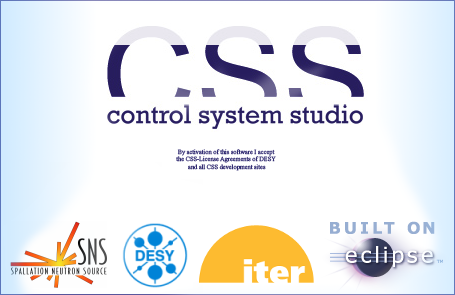 CSS
control system studio
By activation of this software I accept
the CSS-License Agreements of DESY
and all CSS development sites
SNS
SPALLATION NEUTRON SOURCE
DESY
iter
BUILT ON
eclipse™